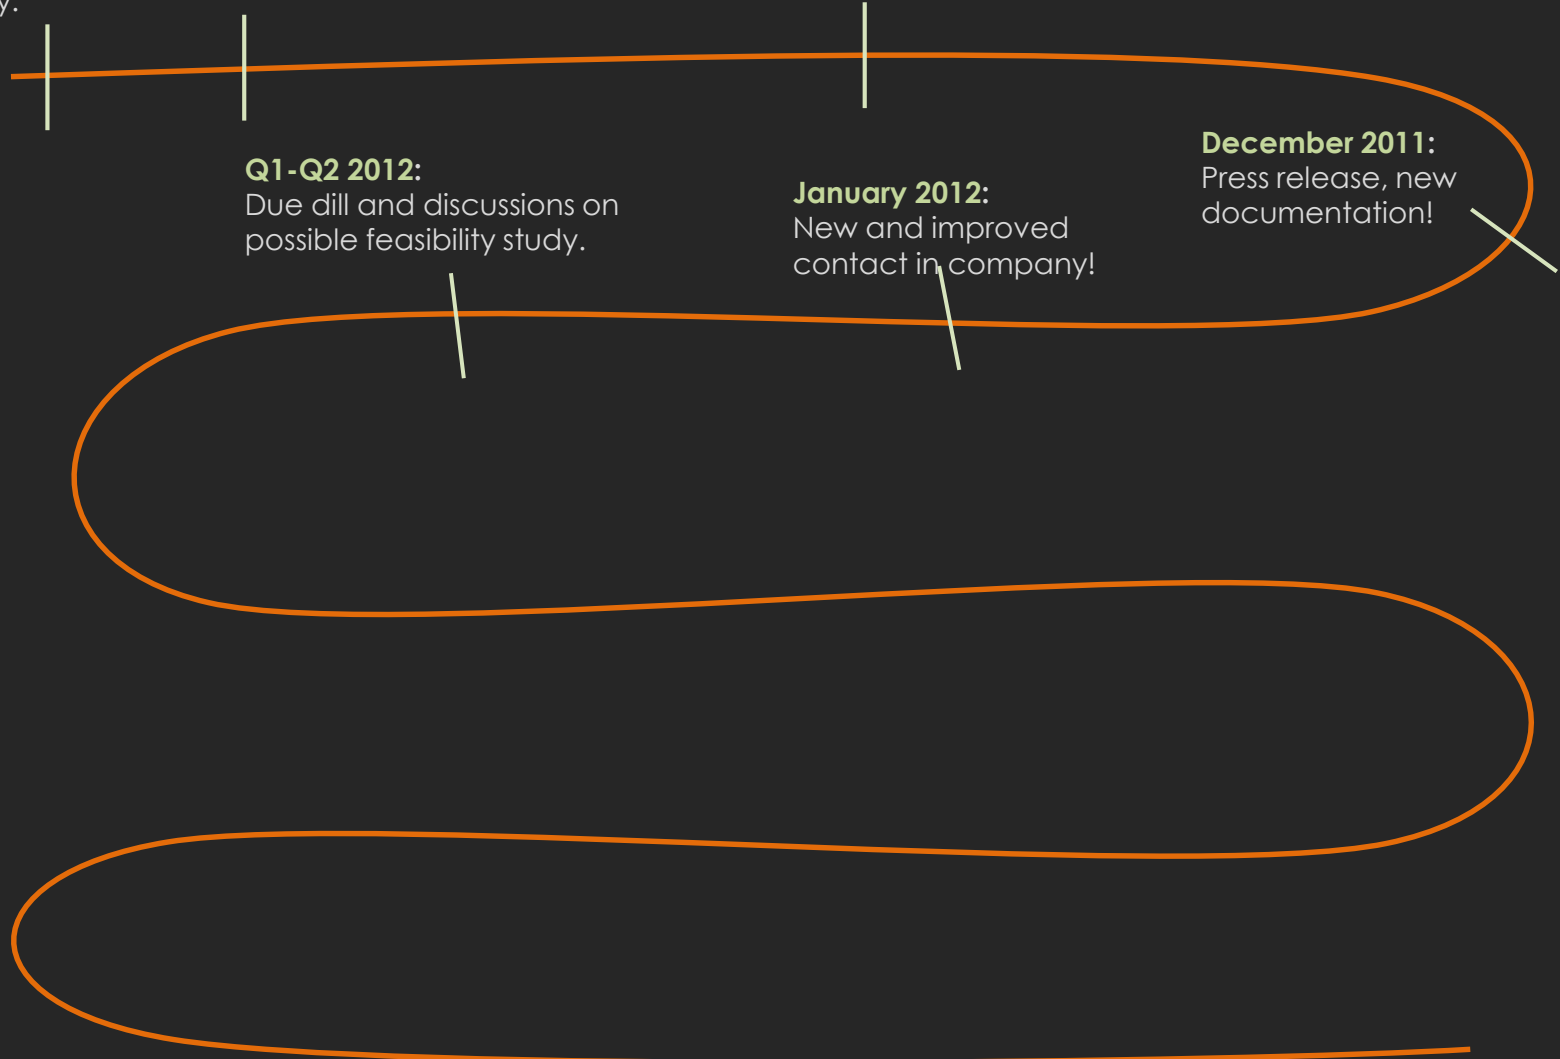 y.
December 2011:
Press release, new
documentation!
January 2012:
New and improved
contact in company!
Q1-Q2 2012:
Due dill and discussions on
possible feasibility study.